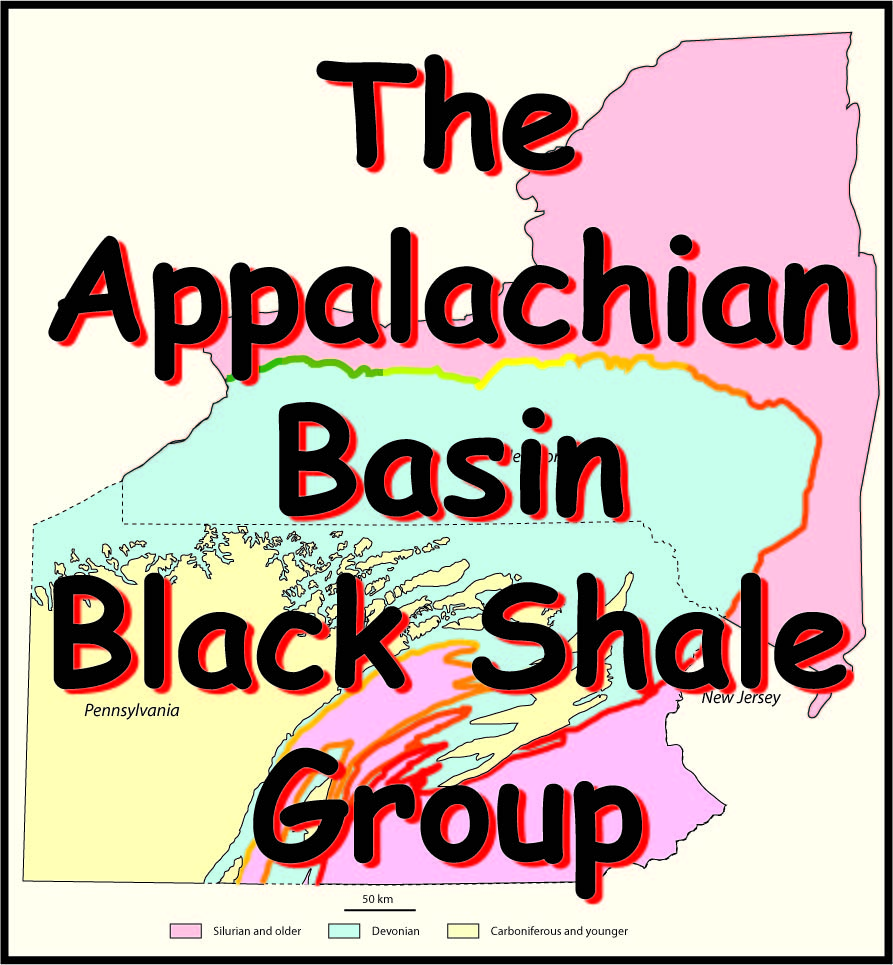 The
Appalachian
Basin
Black Shale
Group
Pennsylvania
New Jersey
50 km
Silurian and older
Devonian
Carboniferous and younger